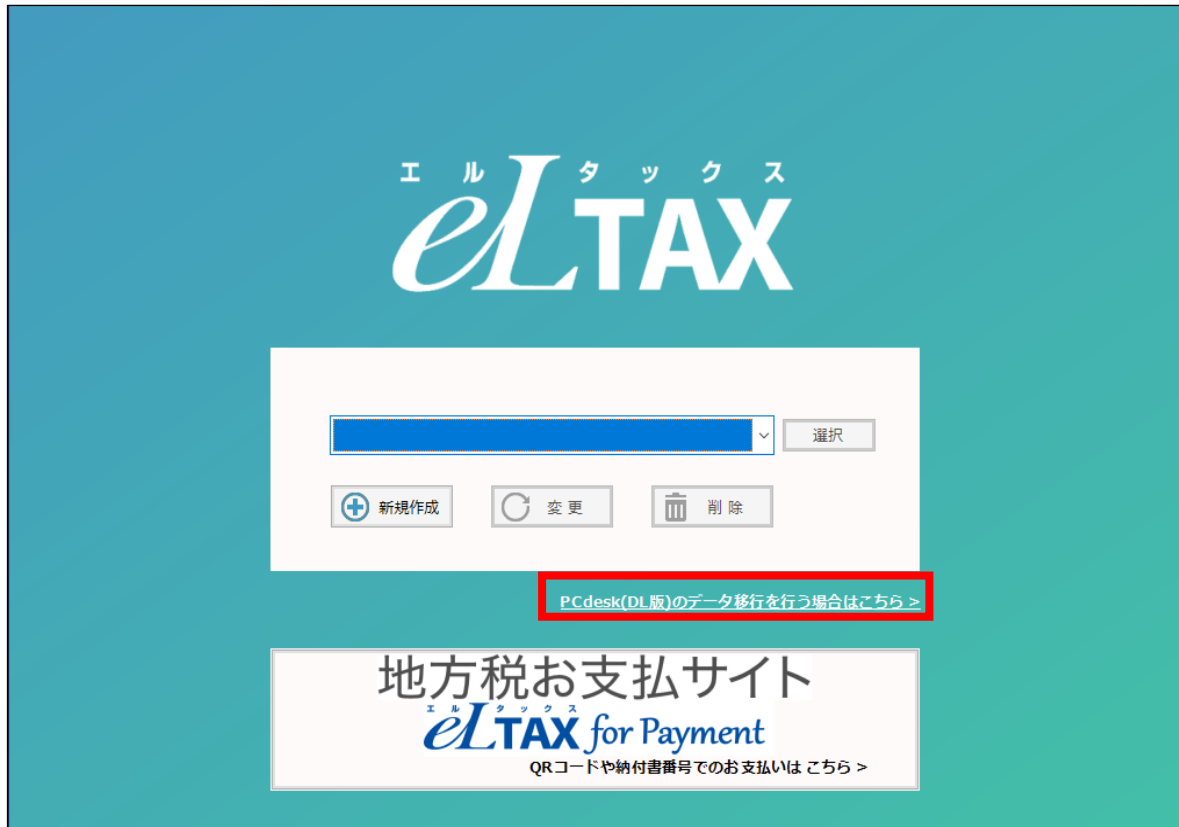 エルタックス
eLTAX
選択
新規作成
変更
削除
PCdesk(DL版)のデータ移行を行う場合はこちら >
地方税お支払サイト
エルタックス
eLTAX for Payment
QRコードや納付書番号でのお支払いは こちら >